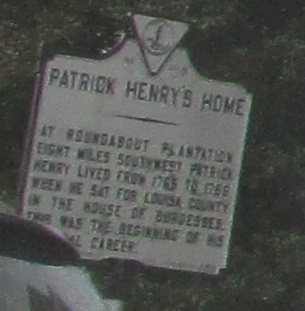 PATRICK HENRY'S HOME
AT ROUNDABOUT PLANTATION
EIGHT MILES SOUTHWEST PATRICK
HENRY LIVED FROM 1765 TO 1768
WHEN HE SAT FOR LOUISA COUNTY
IN THE HOUSE OF BURGESSES.
THIS WAS THE BEGINNING OF HIS
CAREER.